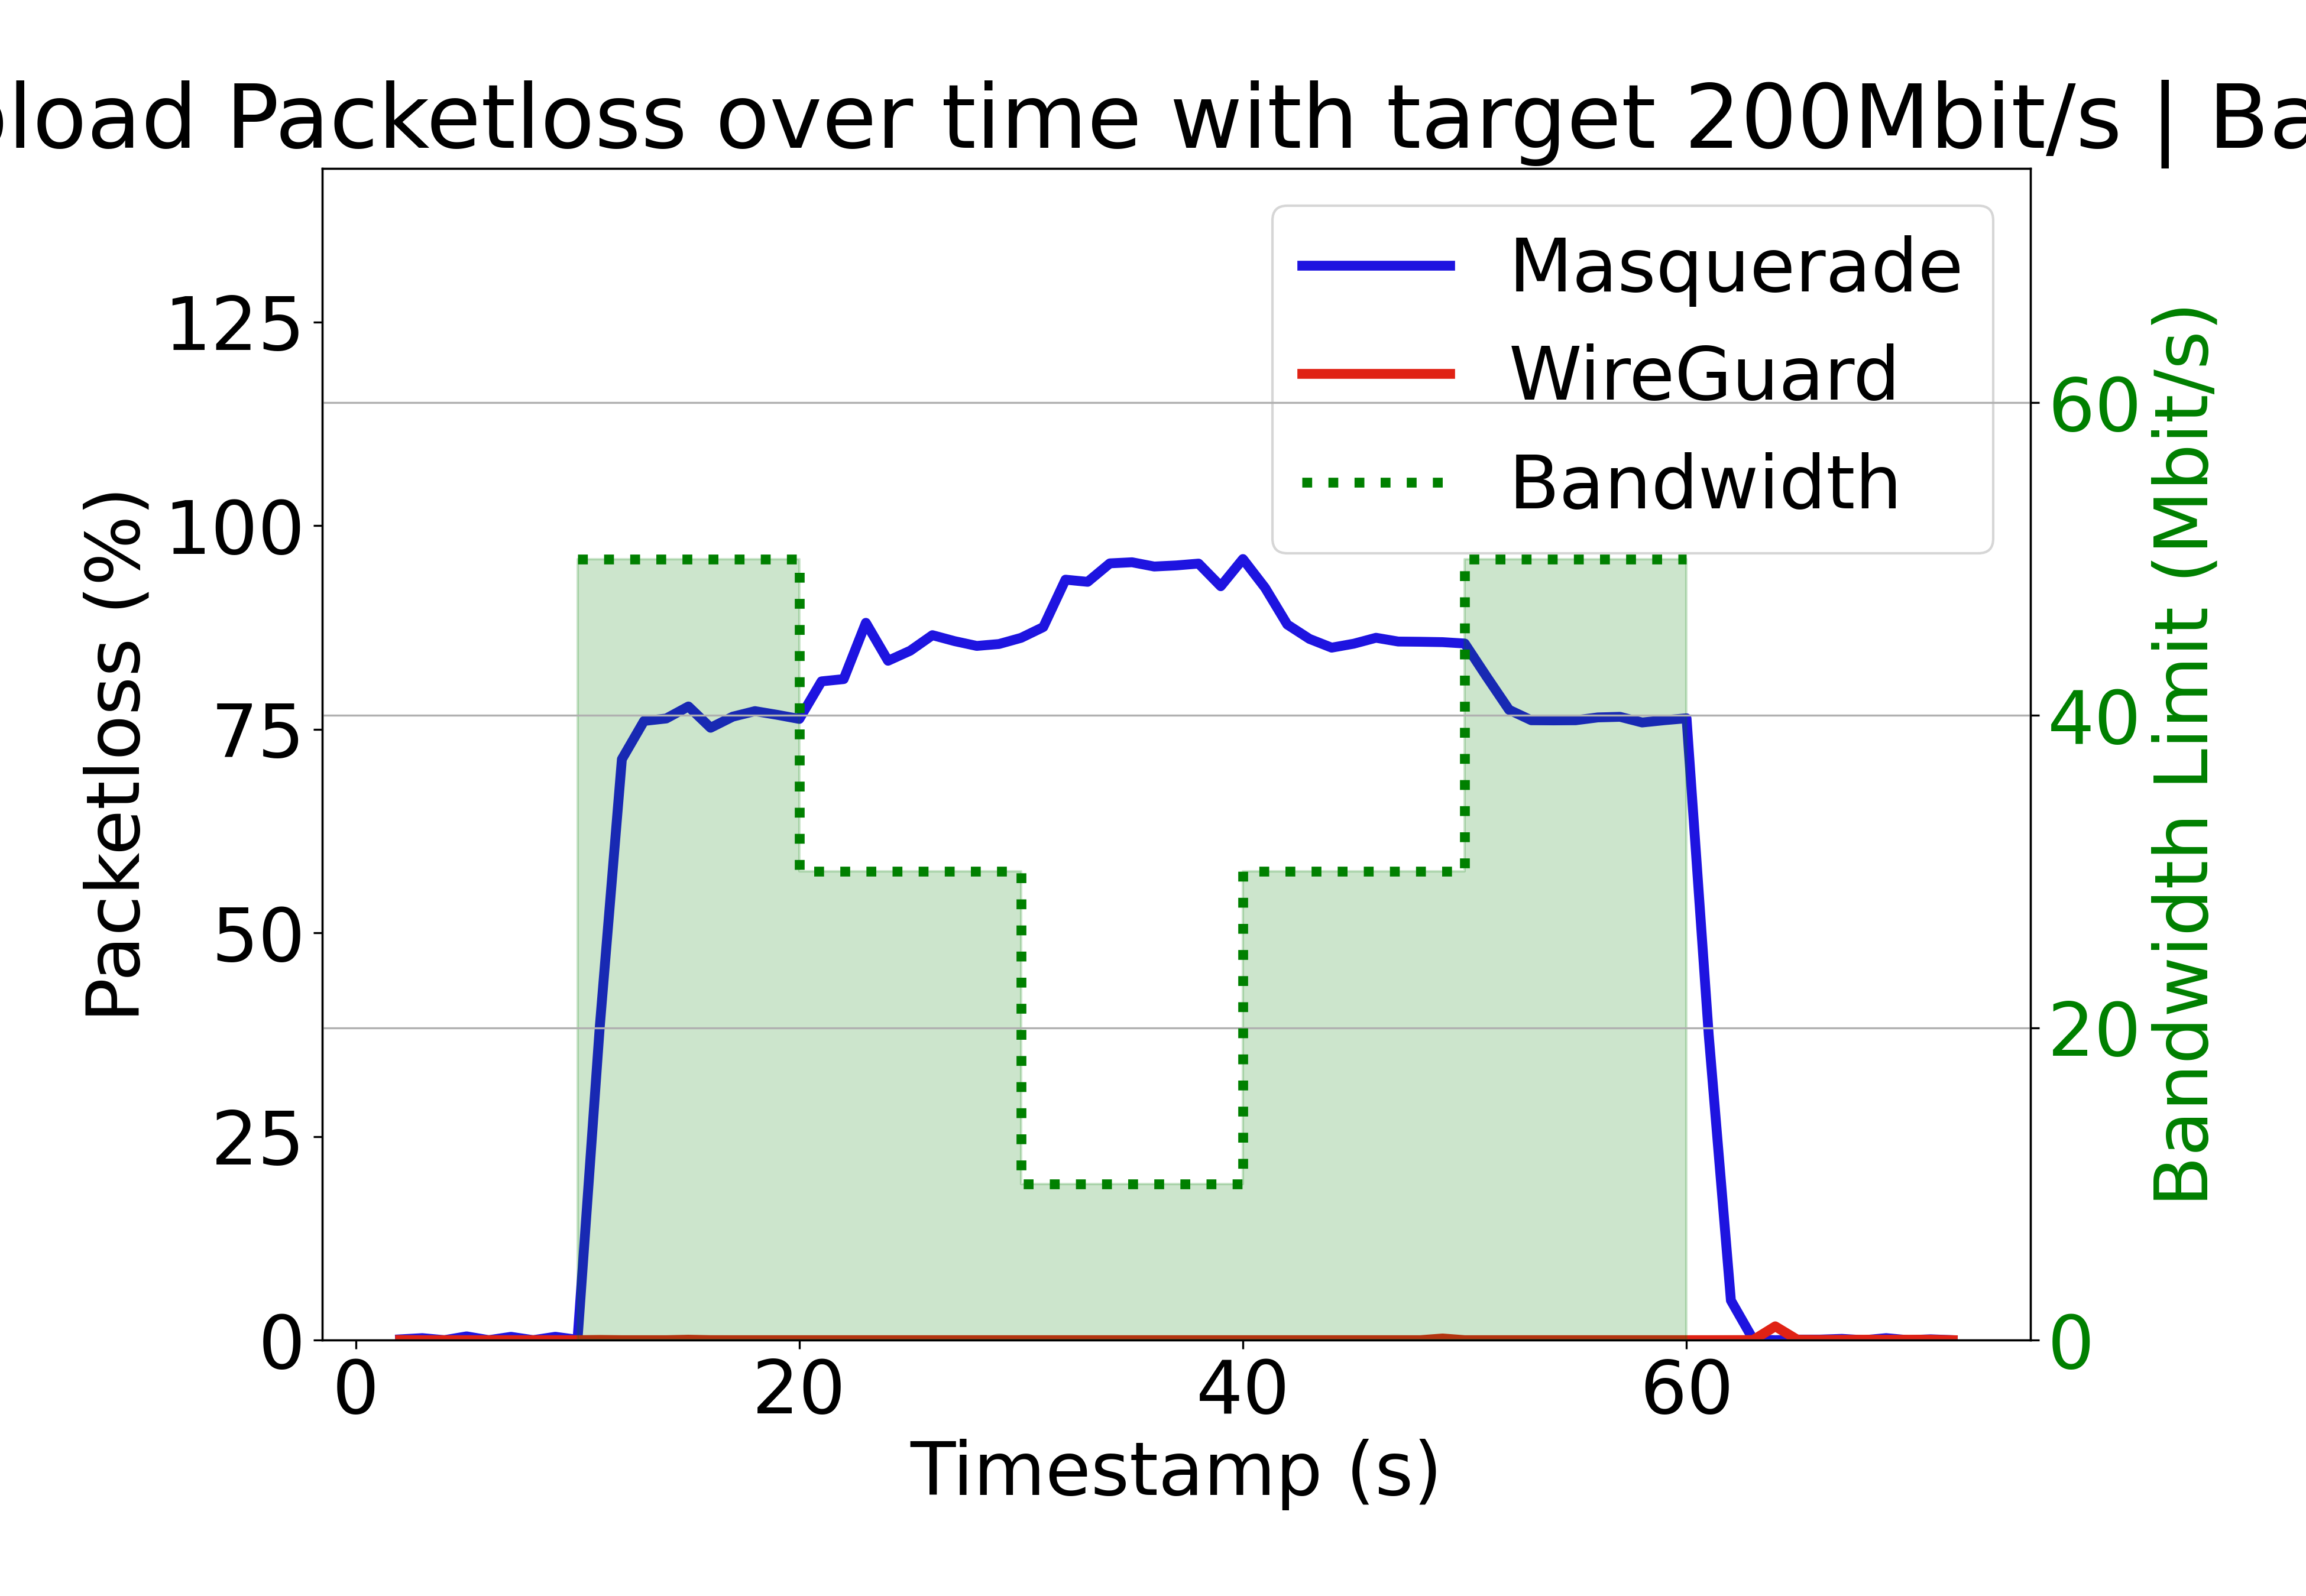 load Packetloss over time with target 200Mbit/s | Ba
Masquerade
WireGuard
Bandwidth
Packetloss (%)
125
100
75
50
25
0
60
40
20
0
Bandwidth Limit (Mbit/s)
0 20 40 60
Timestamp (s)